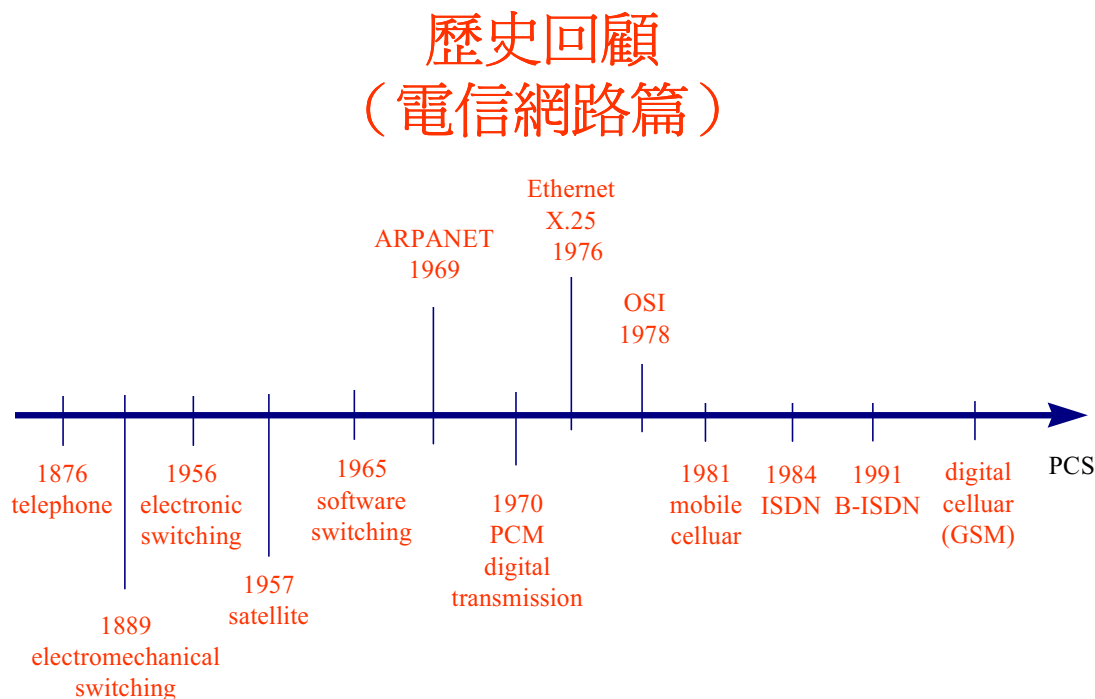 歷史回顧
（電信網路篇）
Ethernet
X.25
1976
ARPANET
1969
OSI
1978
1876
telephone
1889
electromechanical
switching
1956
electronic
switching
1957
satellite
1965
software
switching
1970
PCM
digital
transmission
1981
mobile
celluar
1984
ISDN
1991
B-ISDN
digital
celluar
(GSM)
PCS